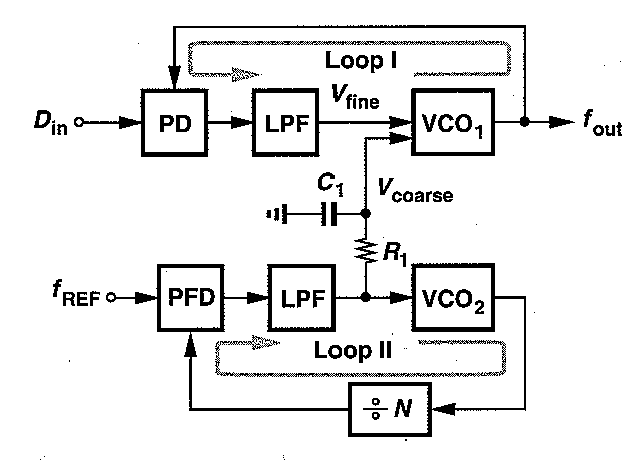 Loop I
V_fine
D_in
PD
LPF
VCO_1
f_out
C_1
V_coarse
R_1
f_REF
PFD
LPF
VCO_2
Loop II
÷ N